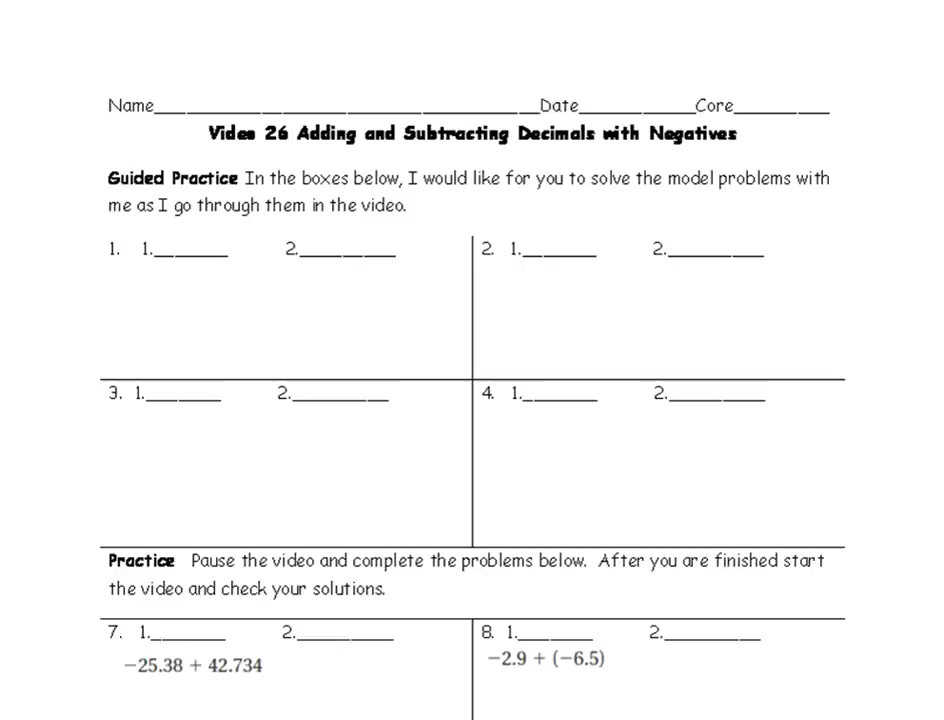 Name____________________________________Date___________Core_________
Video 26 Adding and Subtracting Decimals with Negatives
Guided Practice In the boxes below, I would like for you to solve the model problems with
me as I go through them in the video.
1. 1.________ 2.__________ 2. 1.________ 2.__________
3. 1.________ 2.__________ 4. 1.________ 2.__________
Practice Pause the video and complete the problems below. After you are finished start
the video and check your solutions.
7. 1.________ 2.__________ 8. 1.________ 2.__________
−25.38 + 42.734 −2.9 + (−6.5)